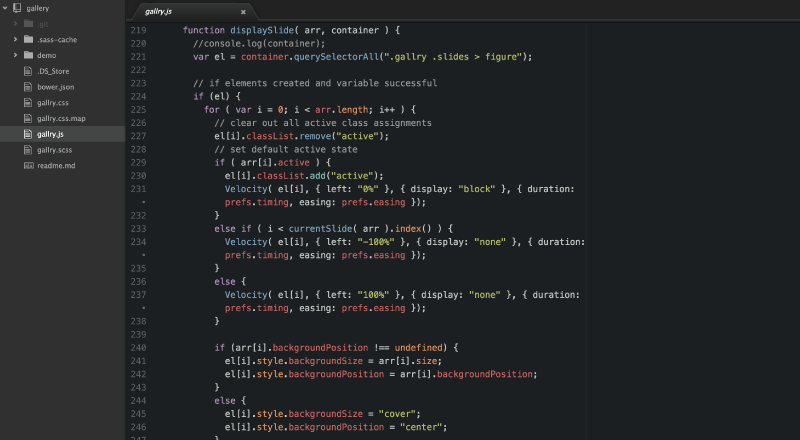 gallery
.git
.sass-cache
demo
.DS_Store
bower.json
gallry.css
gallry.css.map
gallry.js
gallry.scss
readme.md
gallry.js ×
219 function displaySlide( arr, container ) {
220 //console.log(container);
221 var el = container.querySelectorAll(".gallry .slides > figure");
222
223 // if elements created and variable successful
224 if (el) {
225 for ( var i = 0; i < arr.length; i++ ) {
226 // clear out all active class assignments
227 el[i].classList.remove("active");
228 // set default active state
229 if ( arr[i].active ) {
230 el[i].classList.add("active");
231 Velocity( el[i], { left: "0%" }, { display: "block" }, { duration:
• prefs.timing, easing: prefs.easing });
232 }
233 else if ( i < currentSlide( arr ).index() ) {
234 Velocity( el[i], { left: "-100%" }, { display: "none" }, { duration:
• prefs.timing, easing: prefs.easing });
235 }
236 else {
237 Velocity( el[i], { left: "100%" }, { display: "none" }, { duration:
• prefs.timing, easing: prefs.easing });
238 }
239
240 if (arr[i].backgroundPosition !== undefined) {
241 el[i].style.backgroundSize = arr[i].size;
242 el[i].style.backgroundPosition = arr[i].backgroundPosition;
243 }
244 else {
245 el[i].style.backgroundSize = "cover";
246 el[i].style.backgroundPosition = "center";
247 }